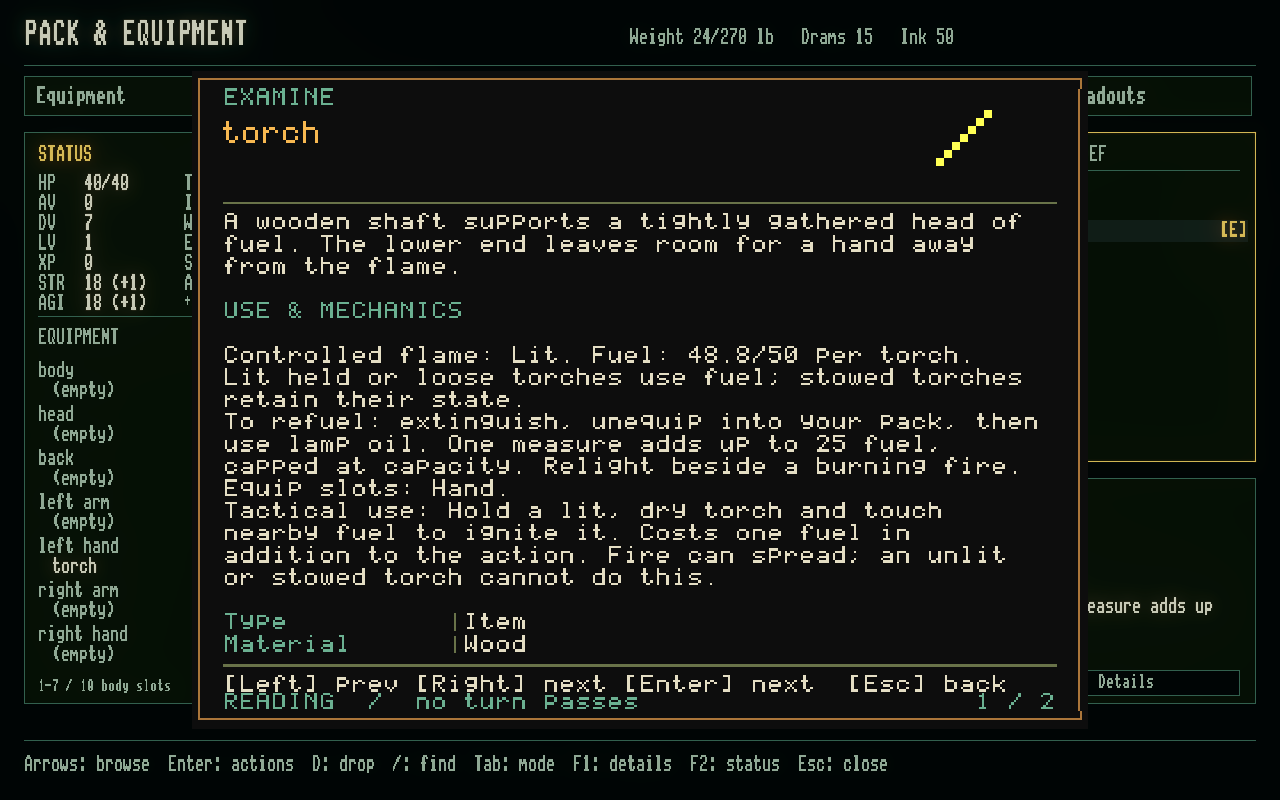 PACK & EQUIPMENT
Weight 24/270 lb Drams 15 Ink 50
Equipment
adouts
EXAMINE
torch
A wooden shaft supports a tightly gathered head of
fuel. The lower end leaves room for a hand away
from the flame.
USE & MECHANICS
Controlled flame: Lit. Fuel: 48.8/50 per torch.
Lit held or loose torches use fuel; stowed torches
retain their state.
To refuel: extinguish, unequip into your pack, then
use lamp oil. One measure adds up to 25 fuel,
capped at capacity. Relight beside a burning fire.
Equip slots: Hand.
Tactical use: Hold a lit, dry torch and touch
nearby fuel to ignite it. Costs one fuel in
addition to the action. Fire can spread; an unlit
or stowed torch cannot do this.
Type | Item
Material | Wood
[Left] prev [Right] next [Enter] next [Esc] back
READING / no turn passes 1 / 2
STATUS
HP 40/40 T
AV 0 I
DV 7 W
LV 1 E
XP 0 S
STR 18 (+1) A
AGI 18 (+1) +
EQUIPMENT
body
(empty)
head
(empty)
back
(empty)
left arm
(empty)
left hand
torch
right arm
(empty)
right hand
(empty)
1-7 / 10 body slots
EF
[E]
easure adds up
Details
Arrows: browse Enter: actions D: drop /: find Tab: mode F1: details F2: status Esc: close